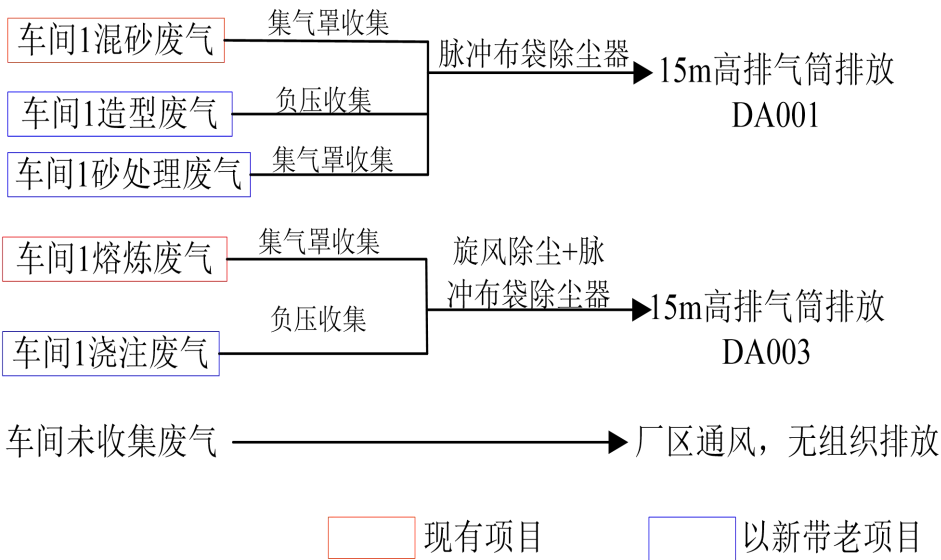 车间1混砂废气
集气罩收集
脉冲布袋除尘器
15m高排气筒排放
DA001
车间1造型废气
负压收集
车间1砂处理废气
集气罩收集
车间1熔炼废气
集气罩收集
旋风除尘+脉
冲布袋除尘器
15m高排气筒排放
DA003
负压收集
车间1浇注废气
车间未收集废气
厂区通风，无组织排放
现有项目
以新带老项目